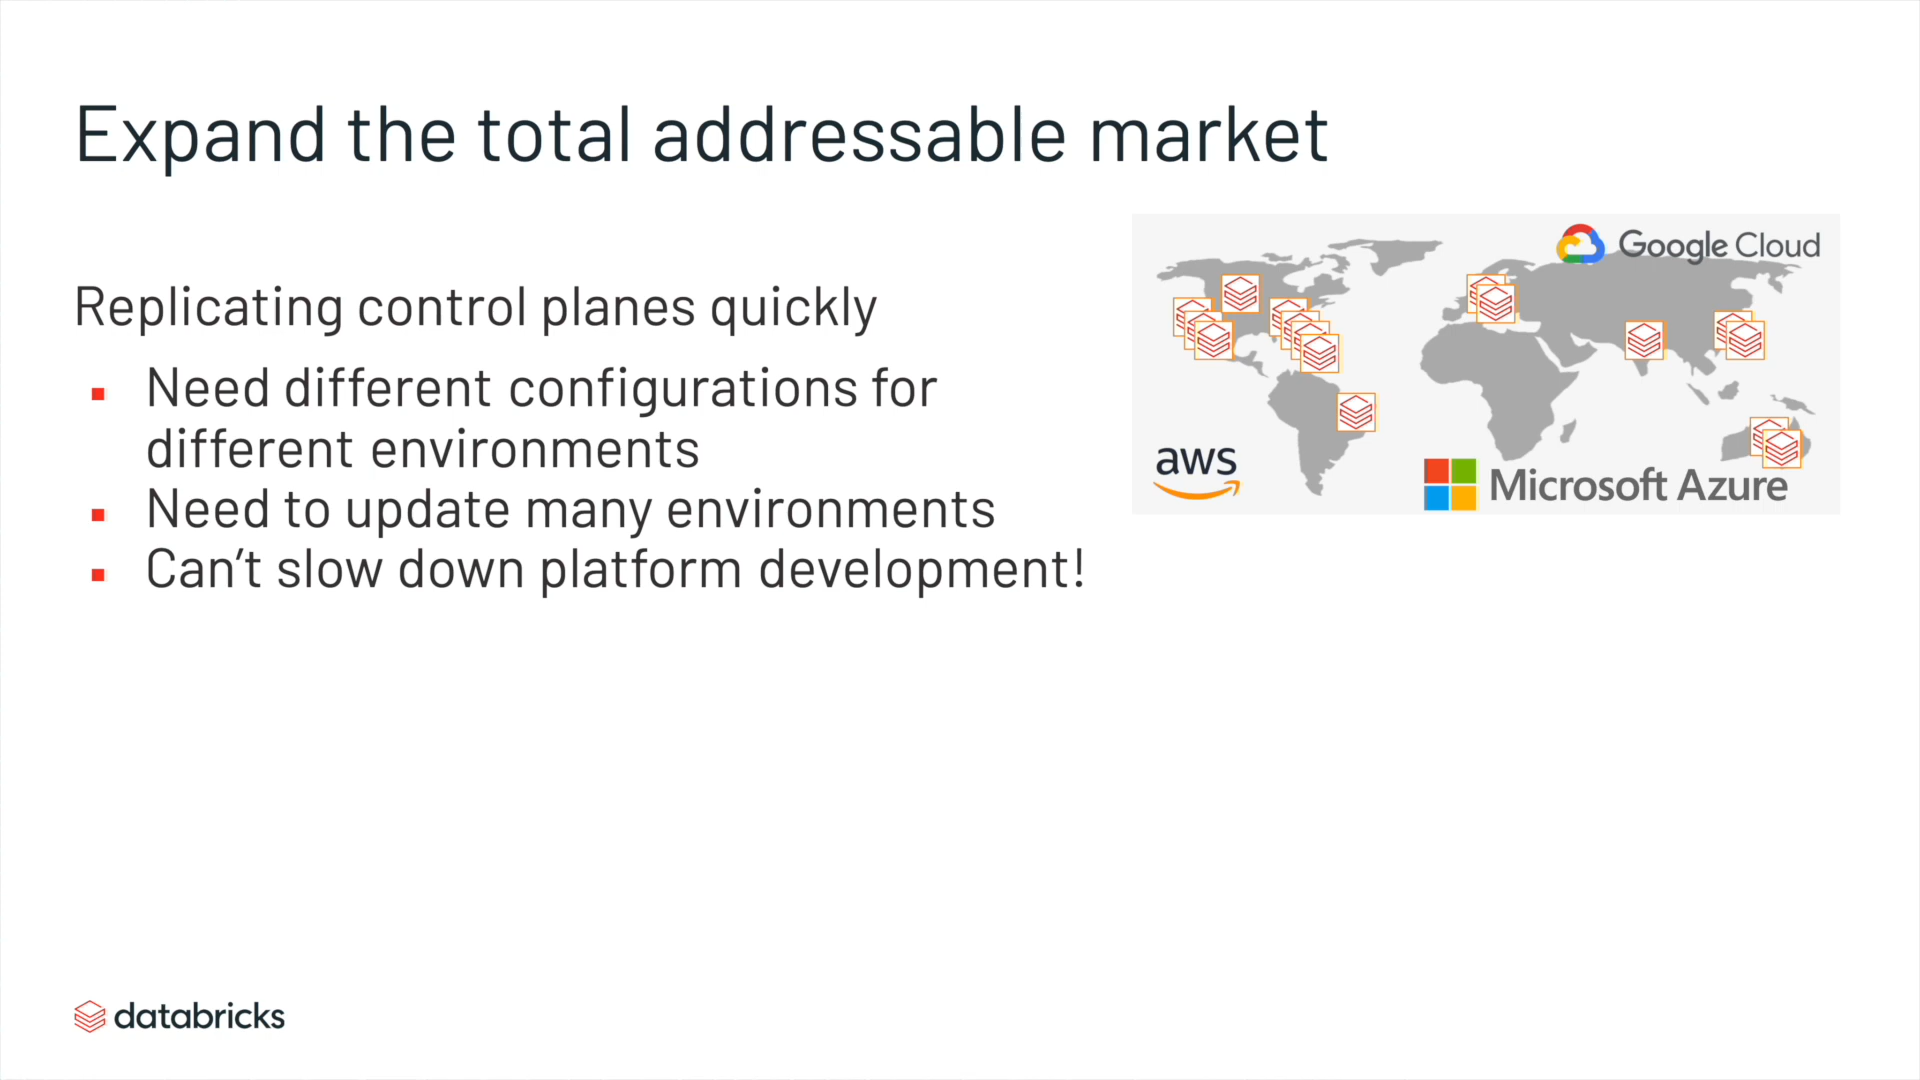 Expand the total addressable market
Replicating control planes quickly
▪ Need different configurations for
different environments
▪ Need to update many environments
▪ Can’t slow down platform development!
Google Cloud
aws
Microsoft Azure
databricks